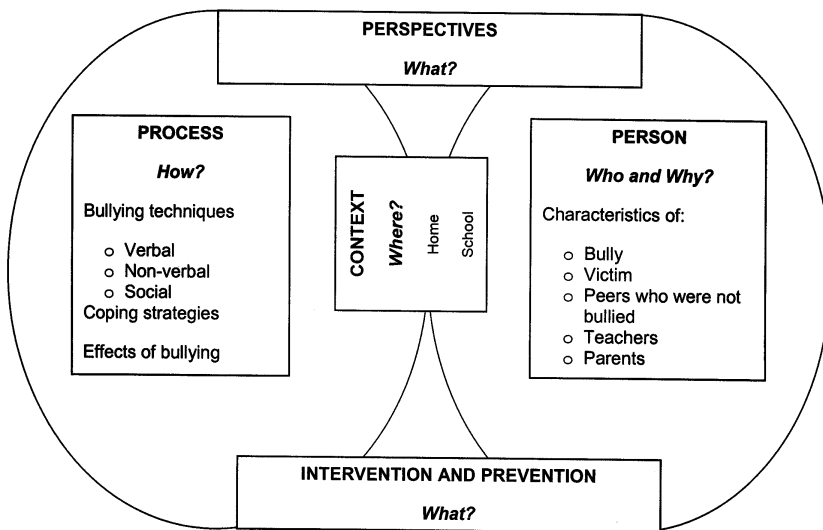 PERSPECTIVES
What?
PROCESS
How?
Bullying techniques
o Verbal
o Non-verbal
o Social
Coping strategies
Effects of bullying
CONTEXT
Where?
Home
School
PERSON
Who and Why?
Characteristics of:
o Bully
o Victim
o Peers who were not
bullied
o Teachers
o Parents
INTERVENTION AND PREVENTION
What?